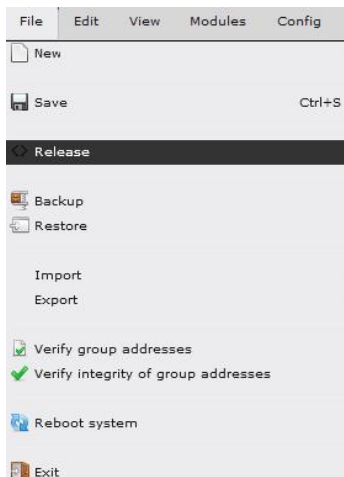 File Edit View Modules Config
New
Save Ctrl+S
Release
Backup
Restore
Import
Export
Verify group addresses
Verify integrity of group addresses
Reboot system
Exit